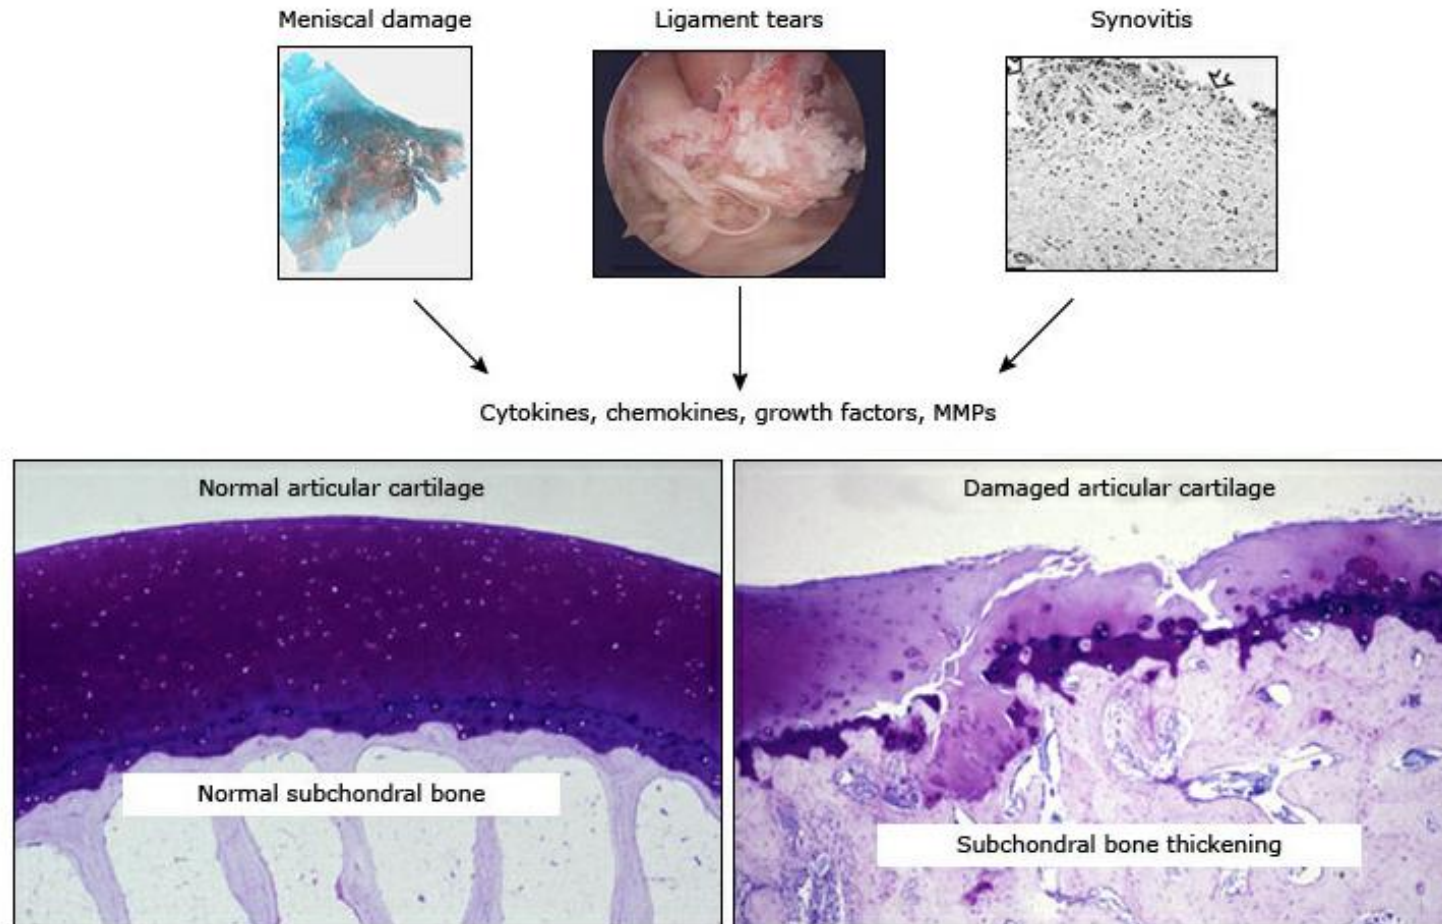 Meniscal damage
Ligament tears
Synovitis
Cytokines, chemokines, growth factors, MMPs
Normal articular cartilage
Damaged articular cartilage
Normal subchondral bone
Subchondral bone thickening